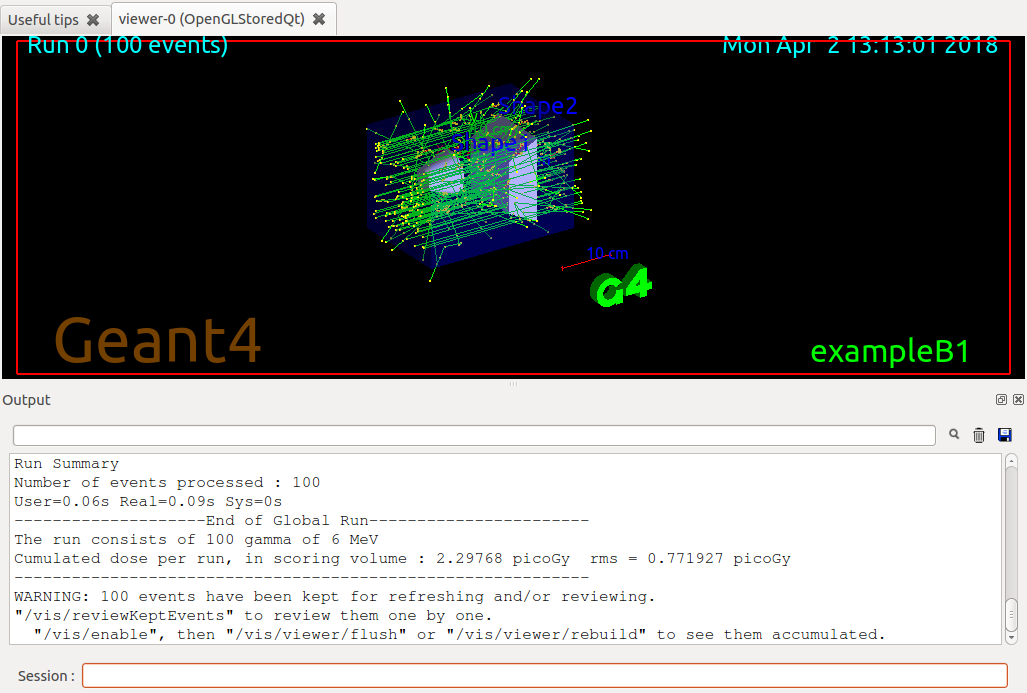 Useful tips
viewer-0 (OpenGLStoredQt)
Run 0 (100 events)
Mon Apr 2 13:13:01 2018
Shape2
Shape1
10 cm
G4
Geant4
exampleB1
Output
Run Summary
Number of events processed : 100
User=0.06s Real=0.09s Sys=0s
--------------------End of Global Run-----------------------
The run consists of 100 gamma of 6 MeV
Cumulated dose per run, in scoring volume : 2.29768 picoGy  rms = 0.771927 picoGy
------------------------------------------------------------
WARNING: 100 events have been kept for refreshing and/or reviewing.
"/vis/reviewKeptEvents" to review them one by one.
"/vis/enable", then "/vis/viewer/flush" or "/vis/viewer/rebuild" to see them accumulated.
Session :